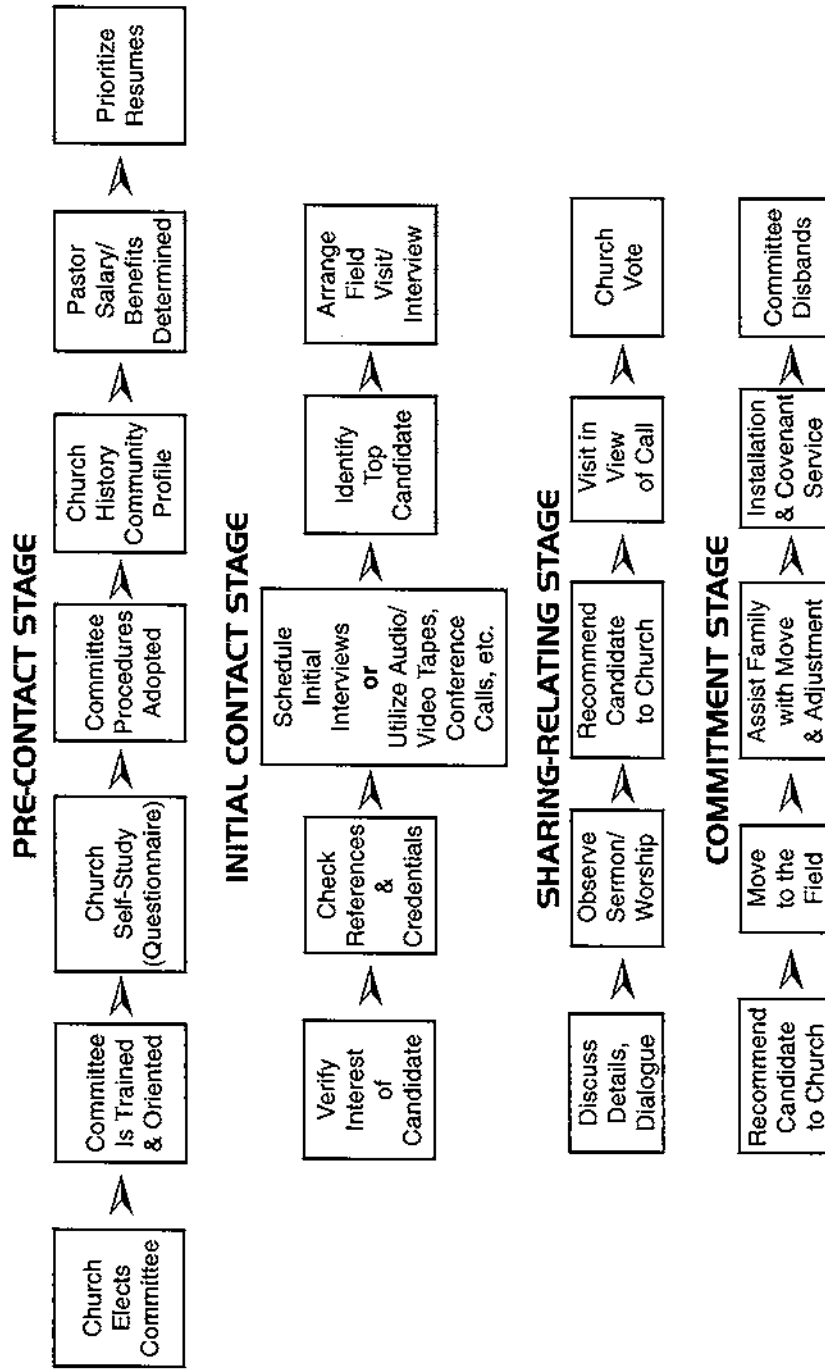 PRE-CONTACT STAGE
Church
Elects
Committee
Committee
Is Trained
& Oriented
Church
Self-Study
(Questionnaire)
Committee
Procedures
Adopted
Church
History
Community
Profile
Pastor
Salary/
Benefits
Determined
Prioritize
Resumes
INITIAL CONTACT STAGE
Verify
Interest
of
Candidate
Check
References
&
Credentials
Schedule
Initial
Interviews
or
Utilize Audio/
Video Tapes,
Conference
Calls, etc.
Identify
Top
Candidate
Arrange
Field
Visit/
Interview
SHARING-RELATING STAGE
Discuss
Details,
Dialogue
Observe
Sermon/
Worship
Recommend
Candidate
to Church
Visit in
View
of Call
Church
Vote
COMMITMENT STAGE
Recommend
Candidate
to Church
Move
to the
Field
Assist Family
with Move
& Adjustment
Installation
& Covenant
Service
Committee
Disbands